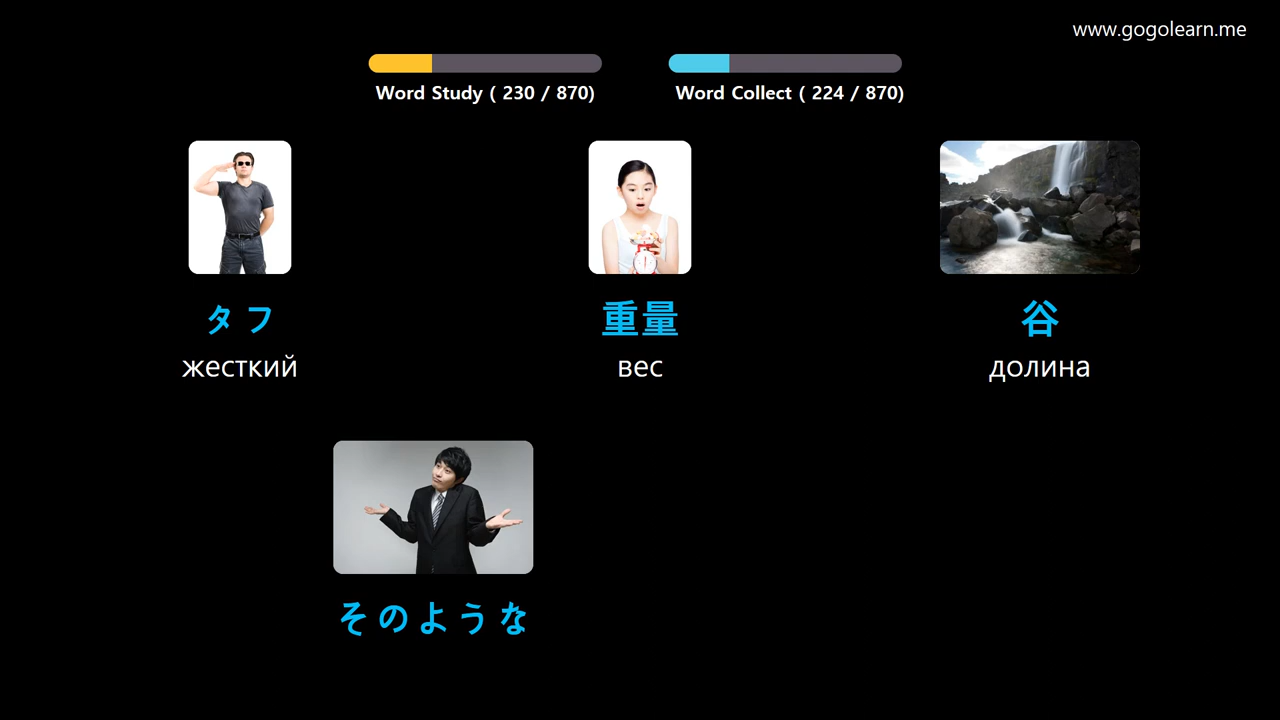 www.gogolearn.me
Word Study ( 230 / 870)
Word Collect ( 224 / 870)
タフ
重量
谷
жесткий
вес
долина
そのような